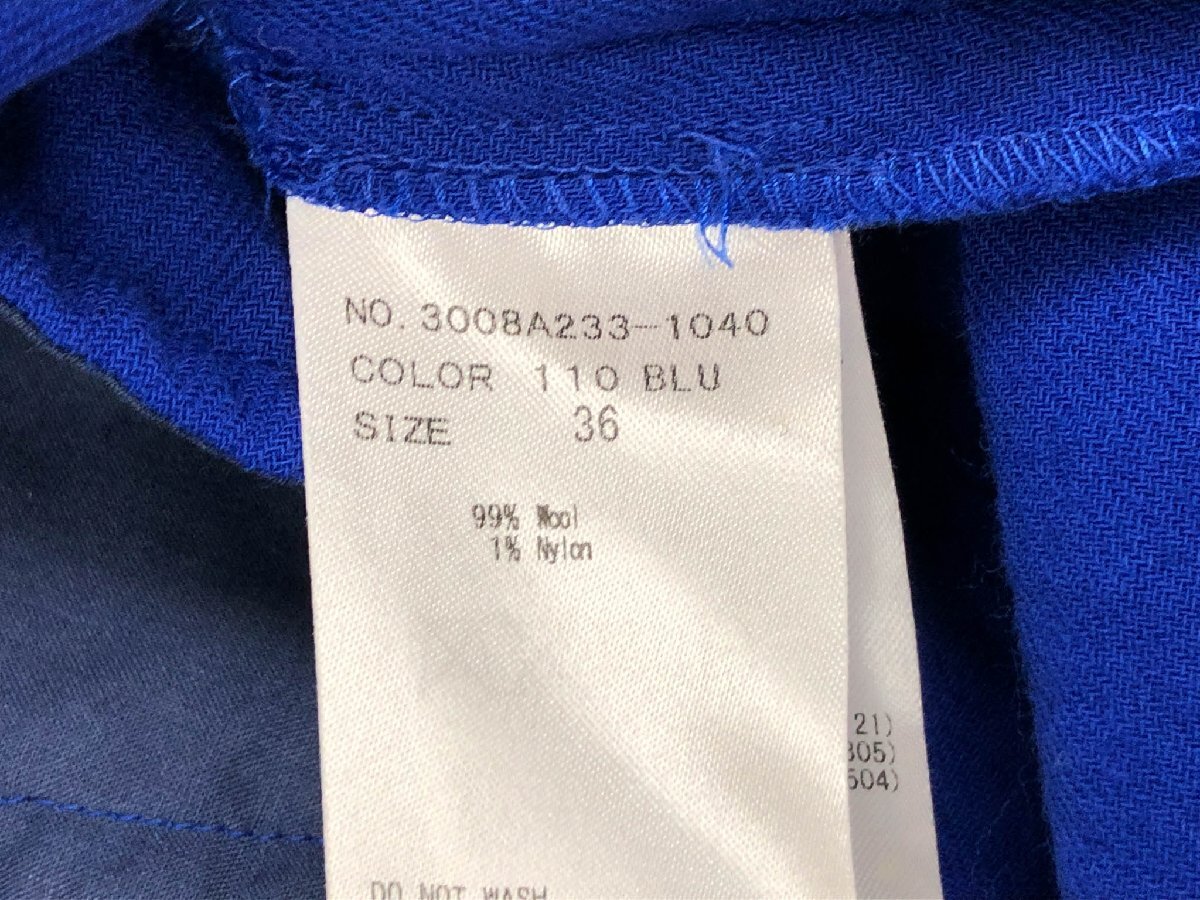 NO. 3008A233-1040
COLOR 110 BLU
SIZE 36
99% Wool
1% Nylon
21)
305)
504)
DO NOT WASH